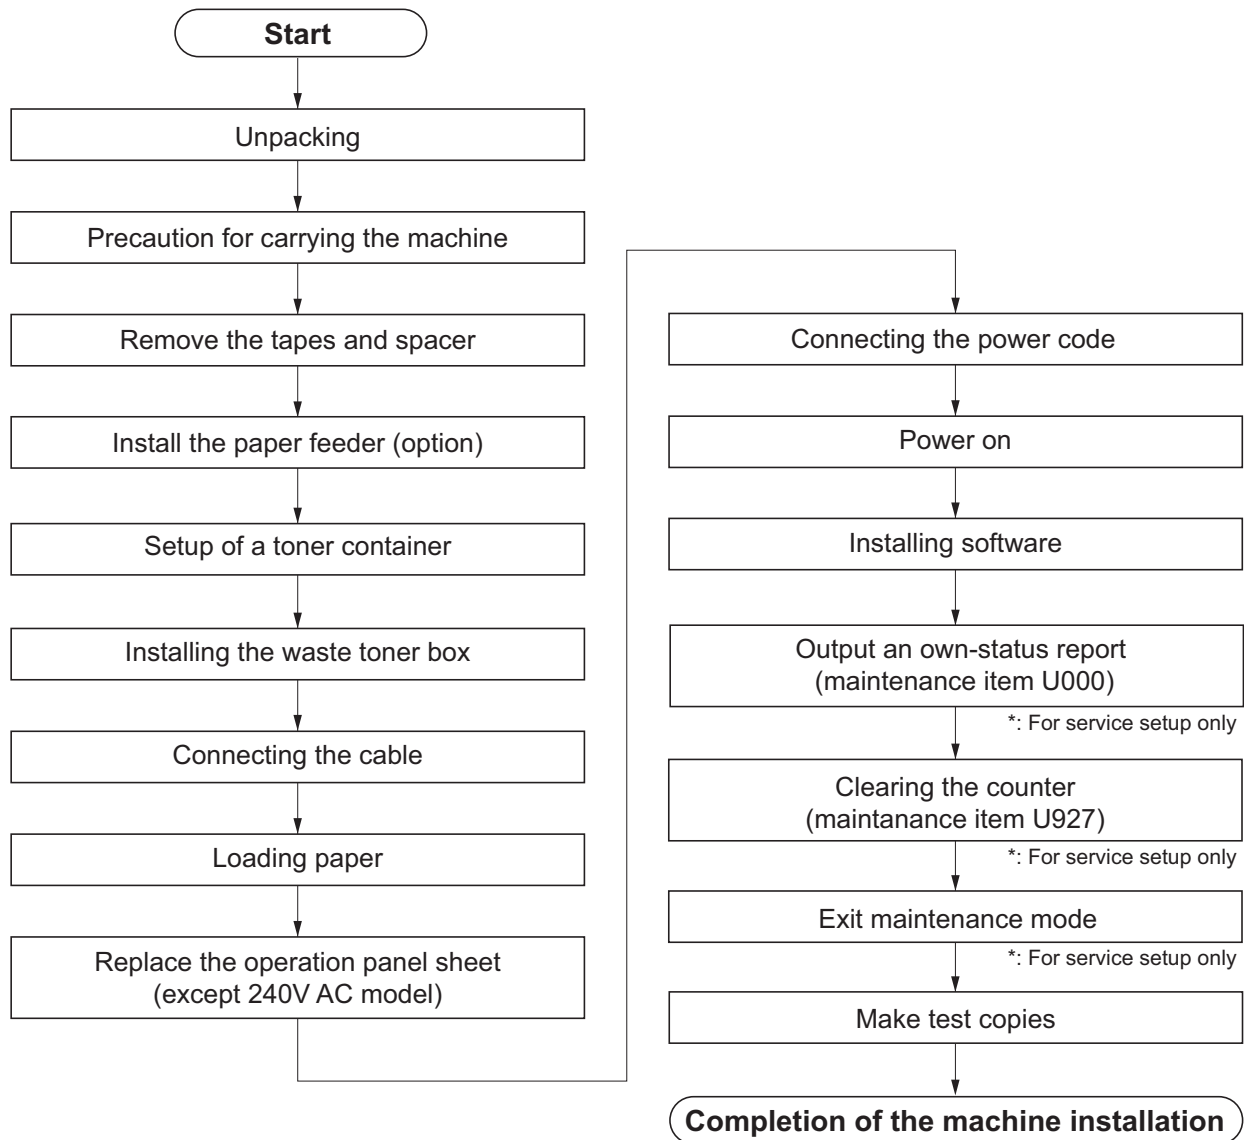 Start
Unpacking
Precaution for carrying the machine
Remove the tapes and spacer
Install the paper feeder (option)
Setup of a toner container
Installing the waste toner box
Connecting the cable
Loading paper
Replace the operation panel sheet
(except 240V AC model)
Connecting the power code
Power on
Installing software
Output an own-status report
(maintenance item U000)
*: For service setup only
Clearing the counter
(maintanance item U927)
*: For service setup only
Exit maintenance mode
*: For service setup only
Make test copies
Completion of the machine installation